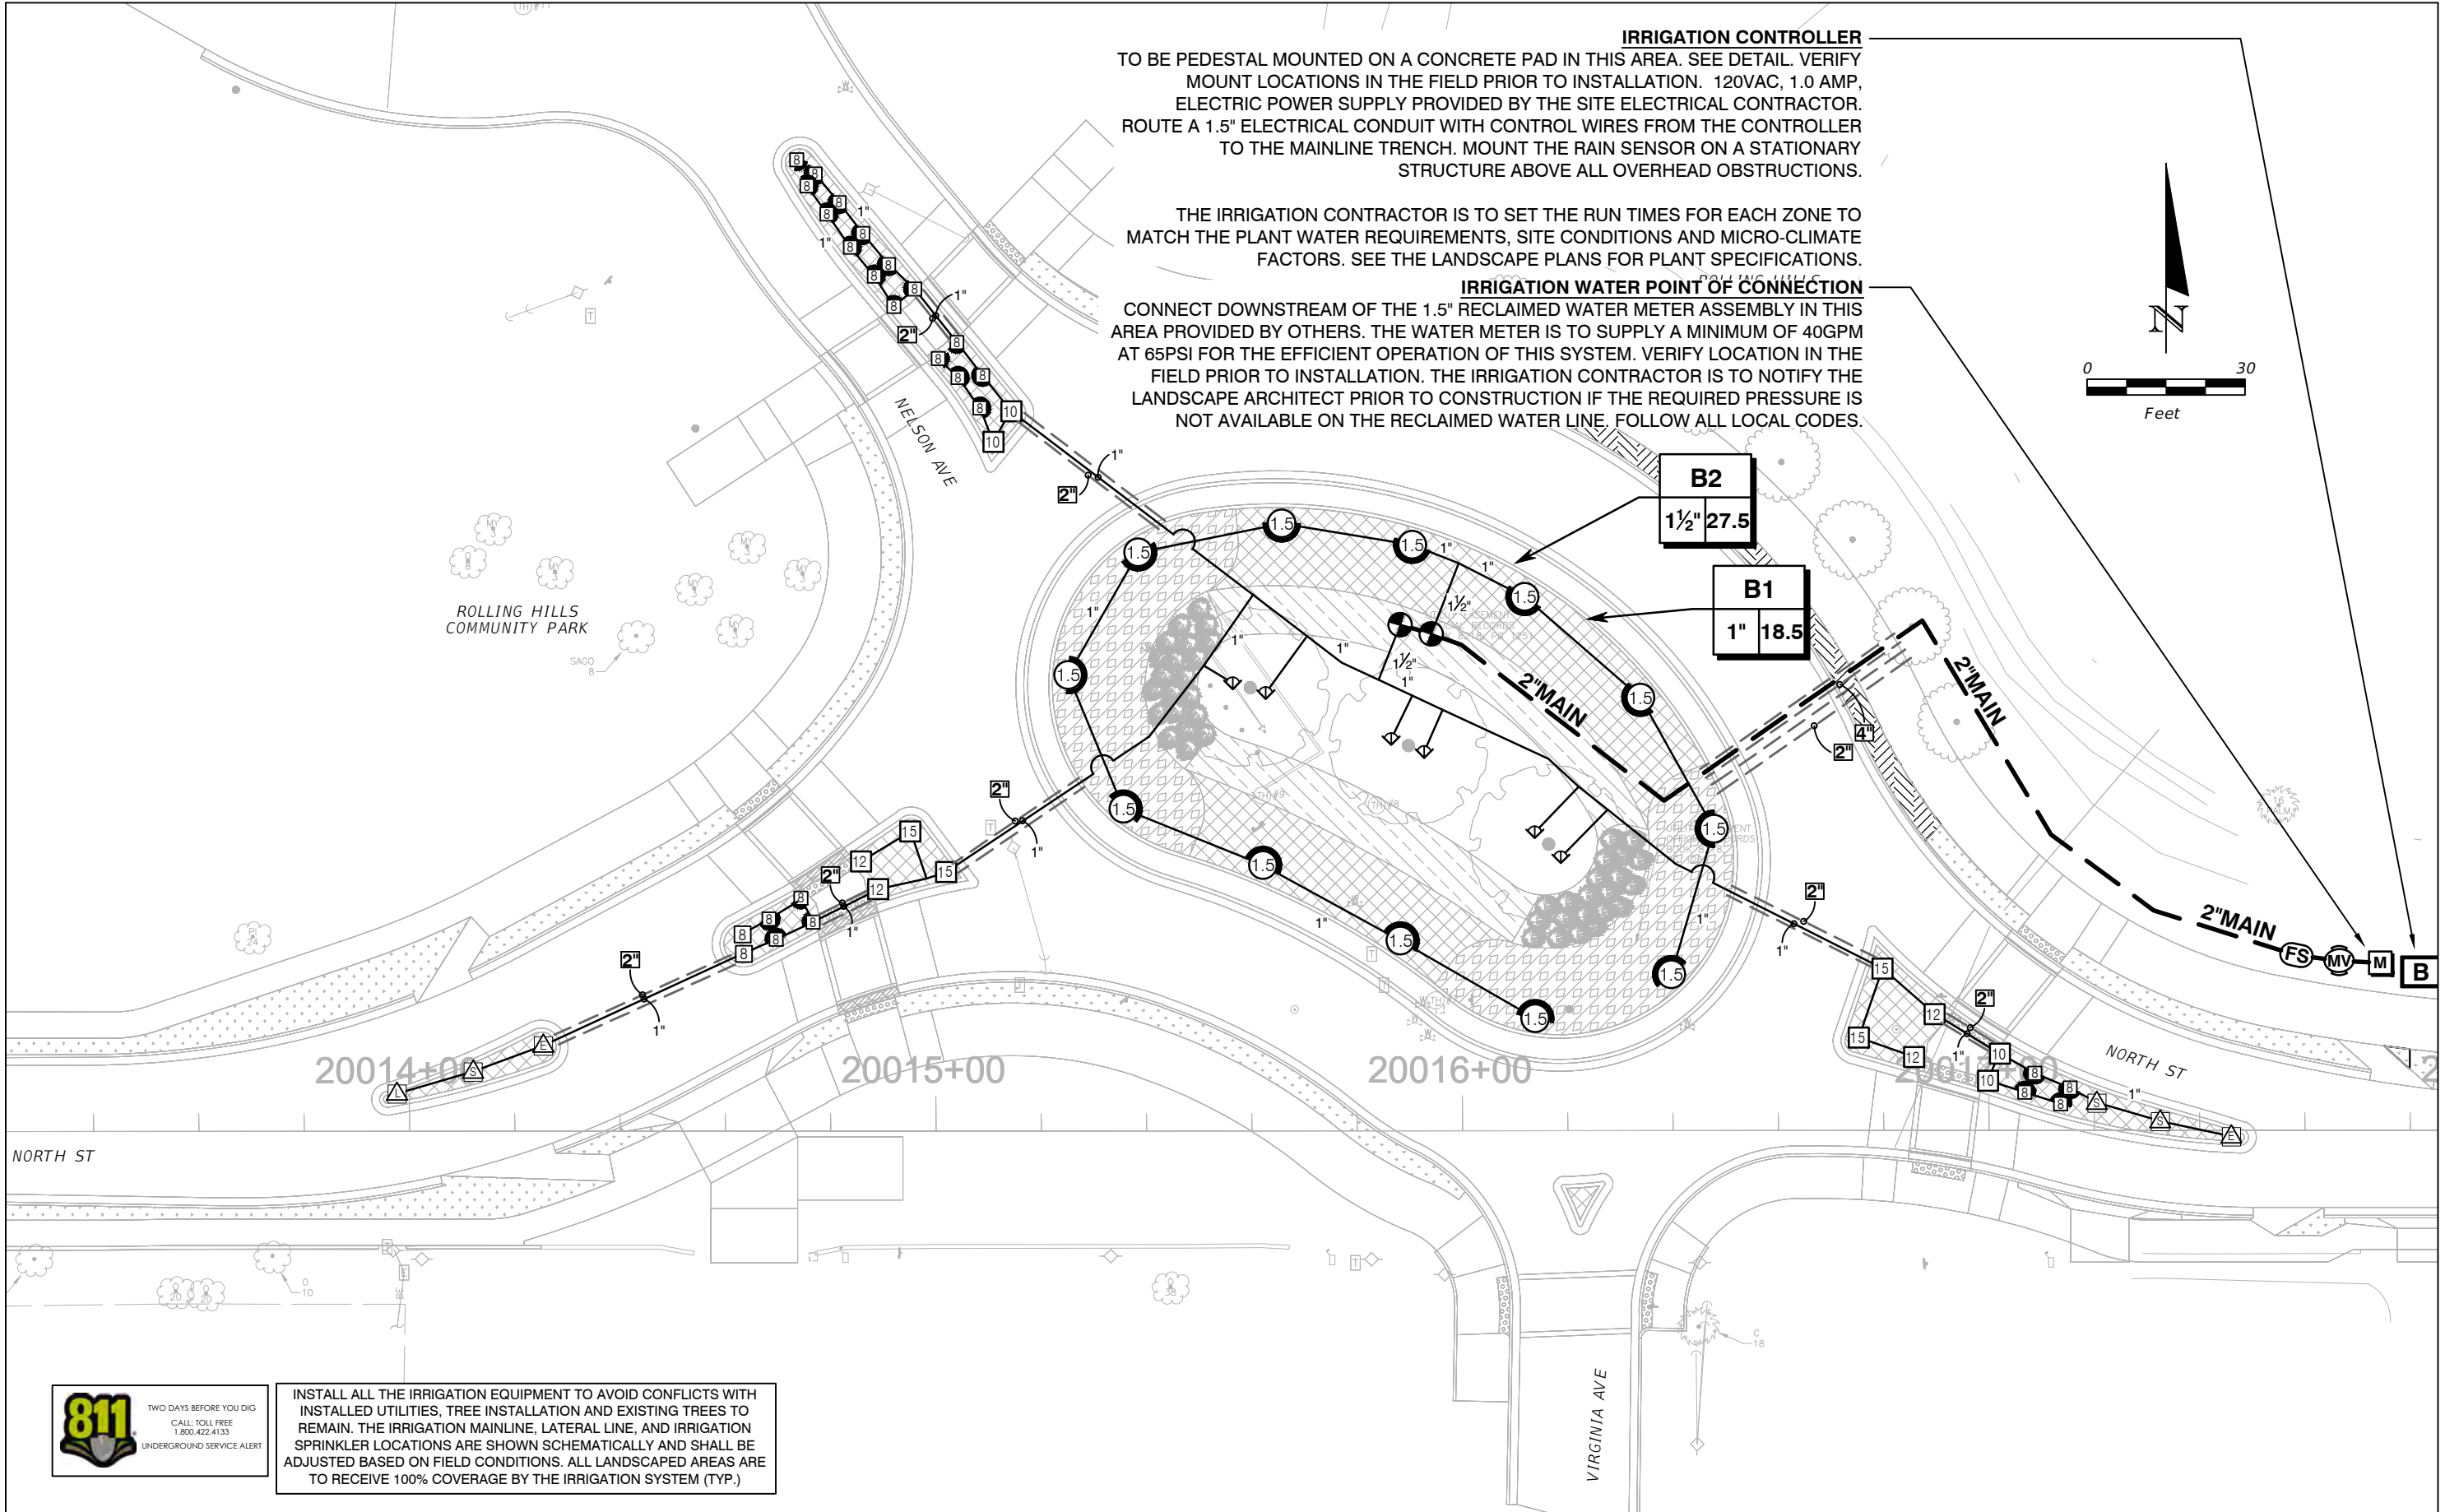 IRRIGATION CONTROLLER
TO BE PEDESTAL MOUNTED ON A CONCRETE PAD IN THIS AREA. SEE DETAIL. VERIFY
MOUNT LOCATIONS IN THE FIELD PRIOR TO INSTALLATION. 120VAC, 1.0 AMP,
ELECTRIC POWER SUPPLY PROVIDED BY THE SITE ELECTRICAL CONTRACTOR.
ROUTE A 1.5" ELECTRICAL CONDUIT WITH CONTROL WIRES FROM THE CONTROLLER
TO THE MAINLINE TRENCH. MOUNT THE RAIN SENSOR ON A STATIONARY
STRUCTURE ABOVE ALL OVERHEAD OBSTRUCTIONS.
THE IRRIGATION CONTRACTOR IS TO SET THE RUN TIMES FOR EACH ZONE TO
MATCH THE PLANT WATER REQUIREMENTS, SITE CONDITIONS AND MICRO-CLIMATE
FACTORS. SEE THE LANDSCAPE PLANS FOR PLANT SPECIFICATIONS.
IRRIGATION WATER POINT OF CONNECTION
CONNECT DOWNSTREAM OF THE 1.5" RECLAIMED WATER METER ASSEMBLY IN THIS
AREA PROVIDED BY OTHERS. THE WATER METER IS TO SUPPLY A MINIMUM OF 40GPM
AT 65PSI FOR THE EFFICIENT OPERATION OF THIS SYSTEM. VERIFY LOCATION IN THE
FIELD PRIOR TO INSTALLATION. THE IRRIGATION CONTRACTOR IS TO NOTIFY THE
LANDSCAPE ARCHITECT PRIOR TO CONSTRUCTION IF THE REQUIRED PRESSURE IS
NOT AVAILABLE ON THE RECLAIMED WATER LINE. FOLLOW ALL LOCAL CODES.
N
0 30
Feet
B2
1½" 27.5
B1
1" 18.5
NELSON AVE
ROLLING HILLS
COMMUNITY PARK
SAGO
8
2"MAIN
2"MAIN
2"MAIN
4"
2"
FS MV M B
20014+00
20015+00
20016+00
NORTH ST
NORTH ST
VIRGINIA AVE
811
TWO DAYS BEFORE YOU DIG
CALL: TOLL FREE
1.800.422.4133
UNDERGROUND SERVICE ALERT
INSTALL ALL THE IRRIGATION EQUIPMENT TO AVOID CONFLICTS WITH
INSTALLED UTILITIES, TREE INSTALLATION AND EXISTING TREES TO
REMAIN. THE IRRIGATION MAINLINE, LATERAL LINE, AND IRRIGATION
SPRINKLER LOCATIONS ARE SHOWN SCHEMATICALLY AND SHALL BE
ADJUSTED BASED ON FIELD CONDITIONS. ALL LANDSCAPED AREAS ARE
TO RECEIVE 100% COVERAGE BY THE IRRIGATION SYSTEM (TYP.)